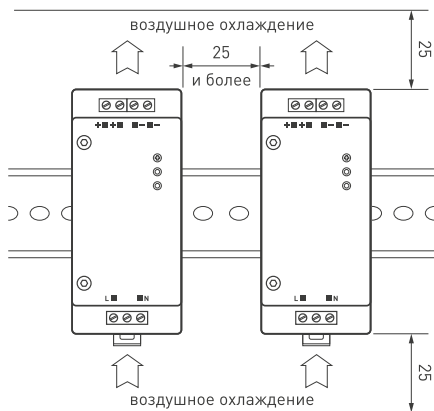 воздушное охлаждение
25
и более
25
++ −−
++ −−
L N
L N
25
воздушное охлаждение